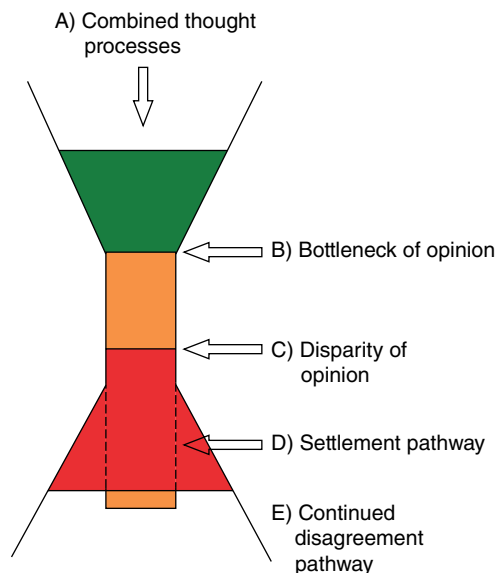 A) Combined thought
processes
B) Bottleneck of opinion
C) Disparity of
opinion
D) Settlement pathway
E) Continued
disagreement
pathway